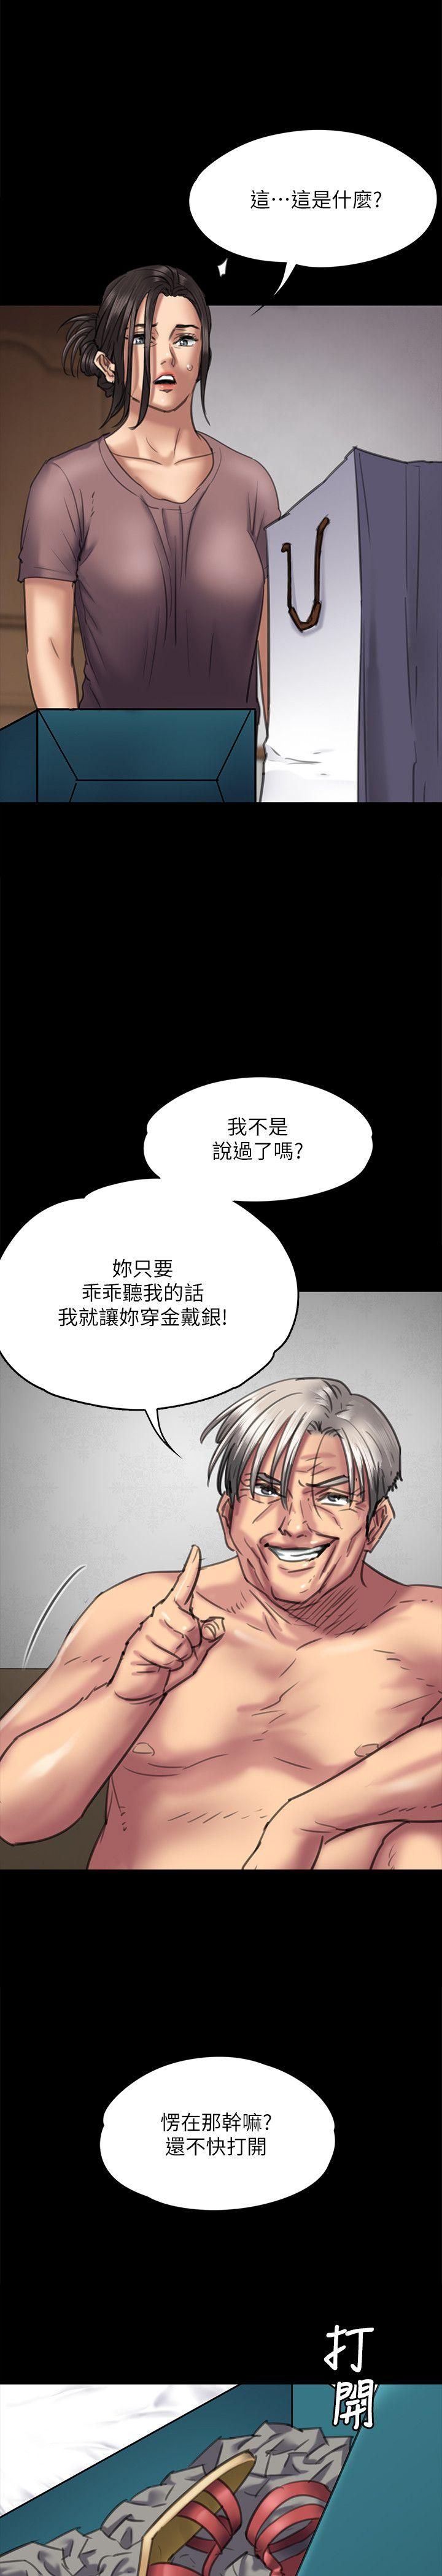 這…這是什麼?
我不是
說過了嗎?
妳只要
乖乖聽我的話
我就讓妳穿金戴銀!
愣在那幹嘛?
還不快打開
打
開